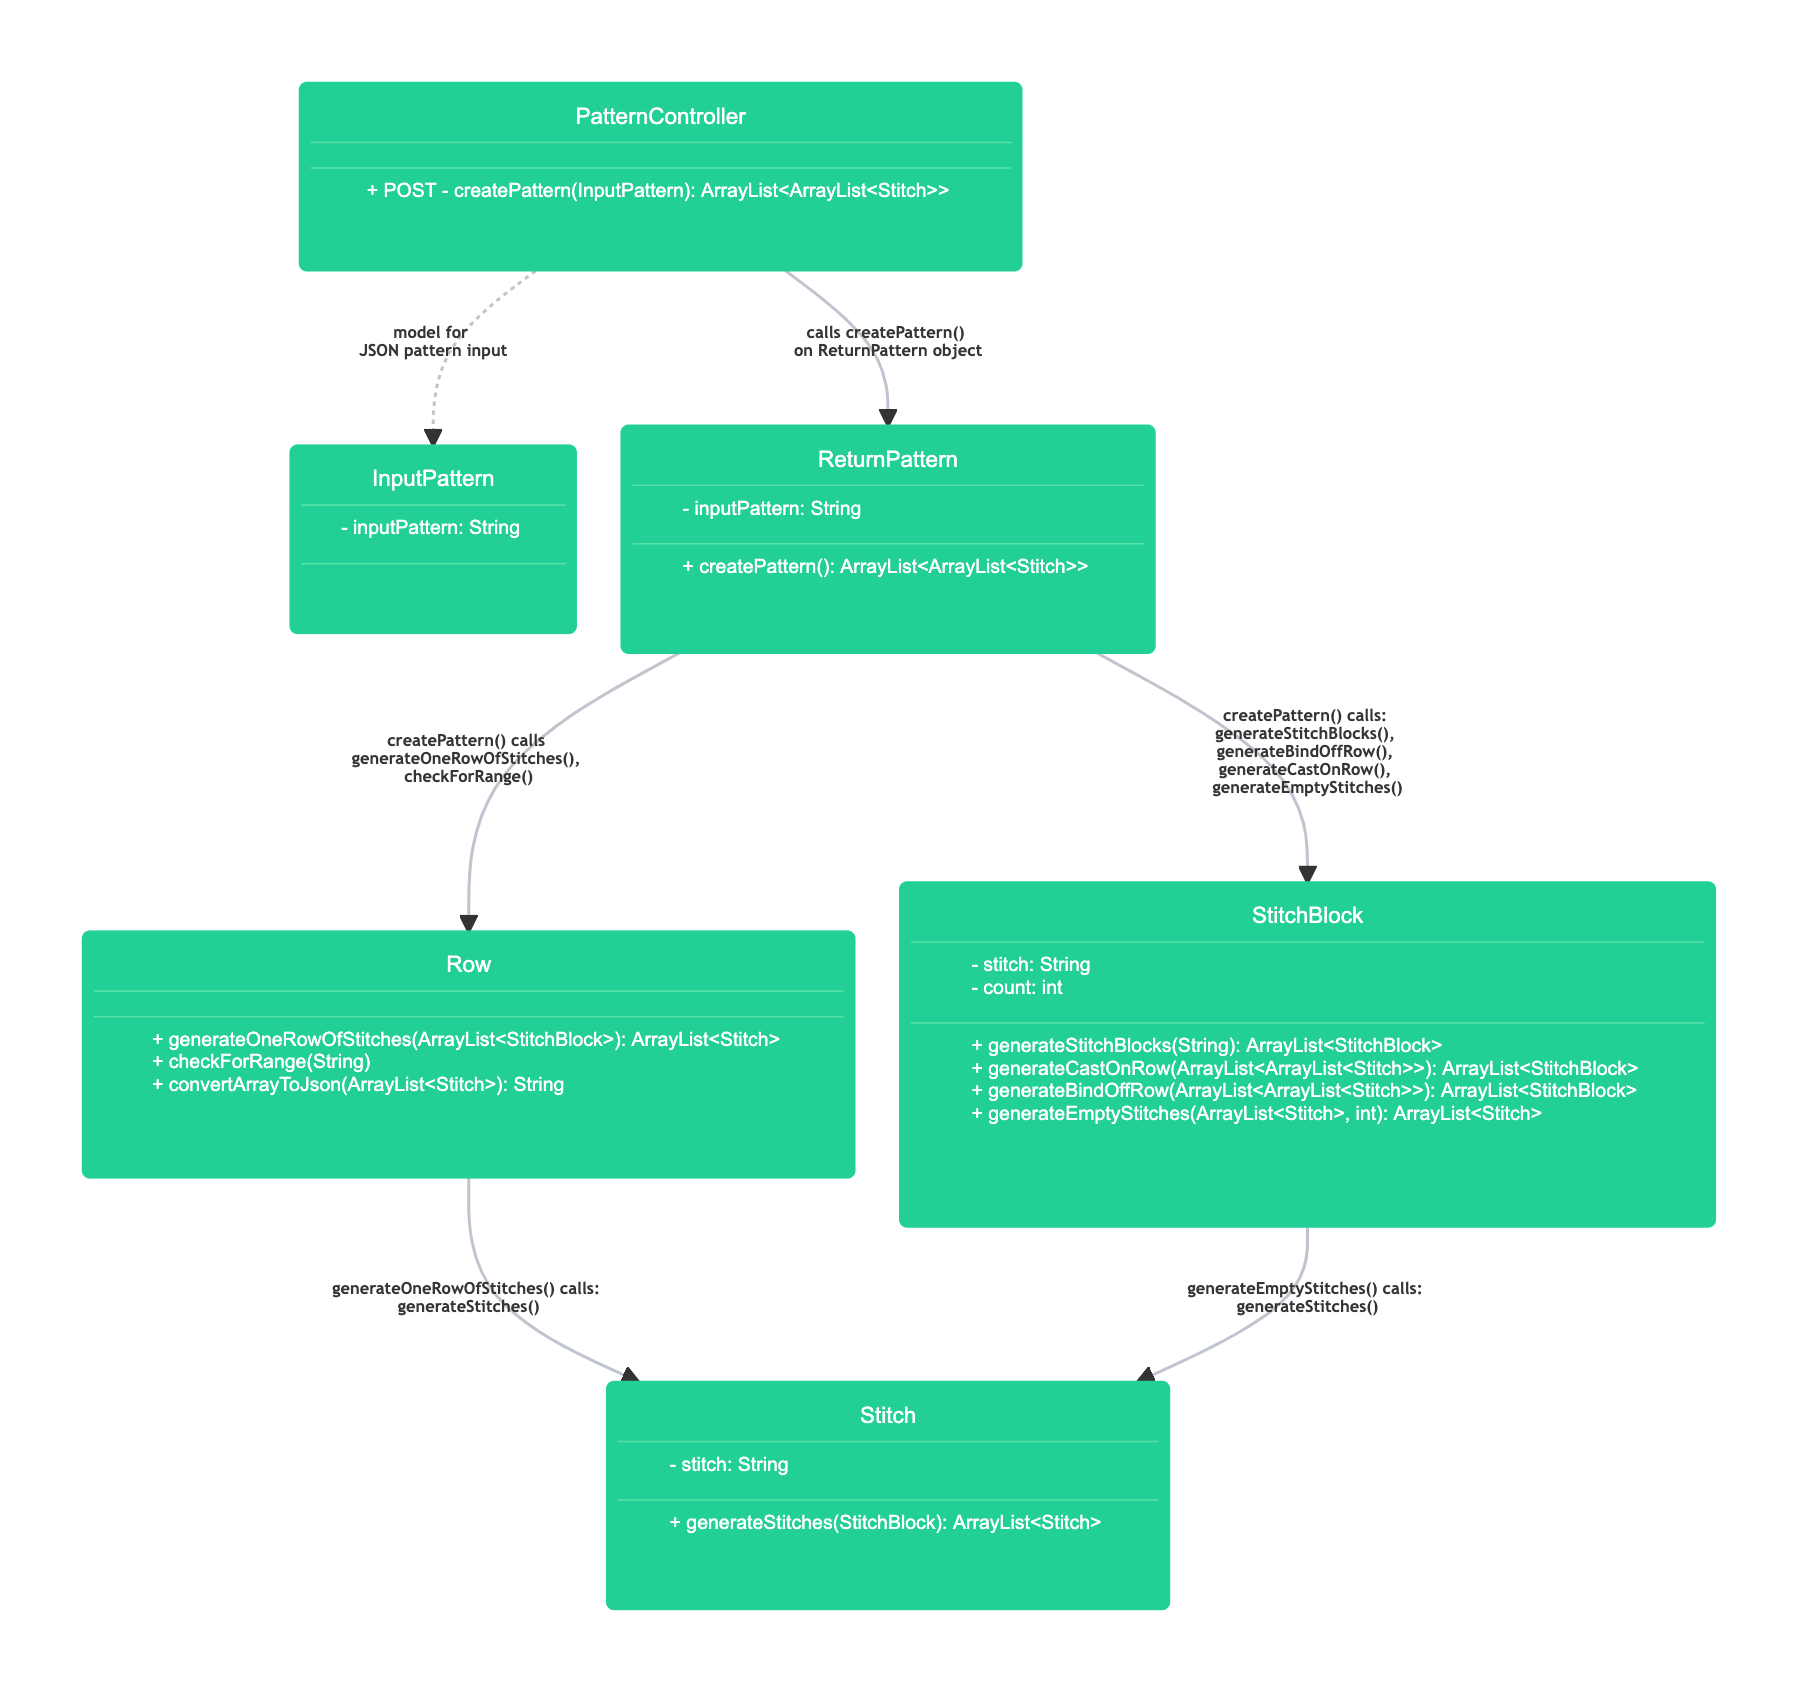 PatternController
+ POST - createPattern(InputPattern): ArrayList<ArrayList<Stitch>>
model for
JSON pattern input
calls createPattern()
on ReturnPattern object
InputPattern
- inputPattern: String
ReturnPattern
- inputPattern: String
+ createPattern(): ArrayList<ArrayList<Stitch>>
createPattern() calls
generateOneRowOfStitches(),
checkForRange()
createPattern() calls:
generateStitchBlocks(),
generateBindOffRow(),
generateCastOnRow(),
generateEmptyStitches()
Row
+ generateOneRowOfStitches(ArrayList<StitchBlock>): ArrayList<Stitch>
+ checkForRange(String)
+ convertArrayToJson(ArrayList<Stitch>): String
StitchBlock
- stitch: String
- count: int
+ generateStitchBlocks(String): ArrayList<StitchBlock>
+ generateCastOnRow(ArrayList<ArrayList<Stitch>>): ArrayList<StitchBlock>
+ generateBindOffRow(ArrayList<ArrayList<Stitch>>): ArrayList<StitchBlock>
+ generateEmptyStitches(ArrayList<Stitch>, int): ArrayList<Stitch>
generateOneRowOfStitches() calls:
generateStitches()
generateEmptyStitches() calls:
generateStitches()
Stitch
- stitch: String
+ generateStitches(StitchBlock): ArrayList<Stitch>